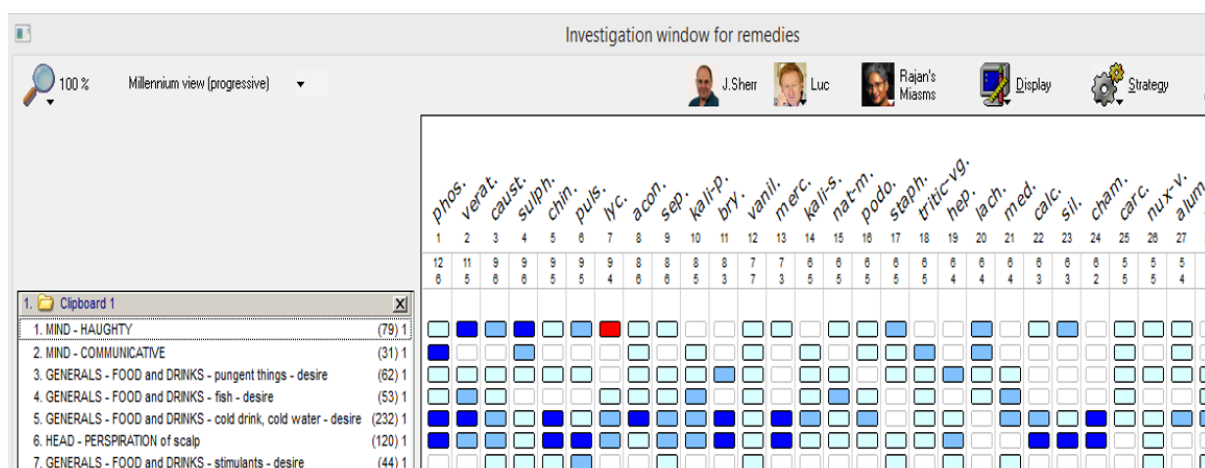 Investigation window for remedies
100 %
Millennium view (progressive)
J.Sherr
Luc
Rajan's
Miasms
Display
Strategy
phos. verat. caust. sulph. chin. puls. lyc. acon. sep. kali-p. bry. vanil. merc. kali-s. nat-m. podo. staph. tritic-vg. hep. lach. med. calc. sil. cham. carc. nux-v. alum.
1 2 3 4 5 6 7 8 9 10 11 12 13 14 15 16 17 18 19 20 21 22 23 24 25 26 27
12 11 9 9 9 9 9 8 8 8 8 7 7 6 6 6 6 6 6 6 6 6 6 6 5 5 5
6 5 6 6 5 5 4 6 6 5 3 7 3 5 5 5 5 5 4 4 4 3 3 2 5 5 4
1. Clipboard 1 X
1. MIND - HAUGHTY (79) 1
2. MIND - COMMUNICATIVE (31) 1
3. GENERALS - FOOD and DRINKS - pungent things - desire (62) 1
4. GENERALS - FOOD and DRINKS - fish - desire (53) 1
5. GENERALS - FOOD and DRINKS - cold drink, cold water - desire (232) 1
6. HEAD - PERSPIRATION of scalp (120) 1
7. GENERALS - FOOD and DRINKS - stimulants - desire (44) 1